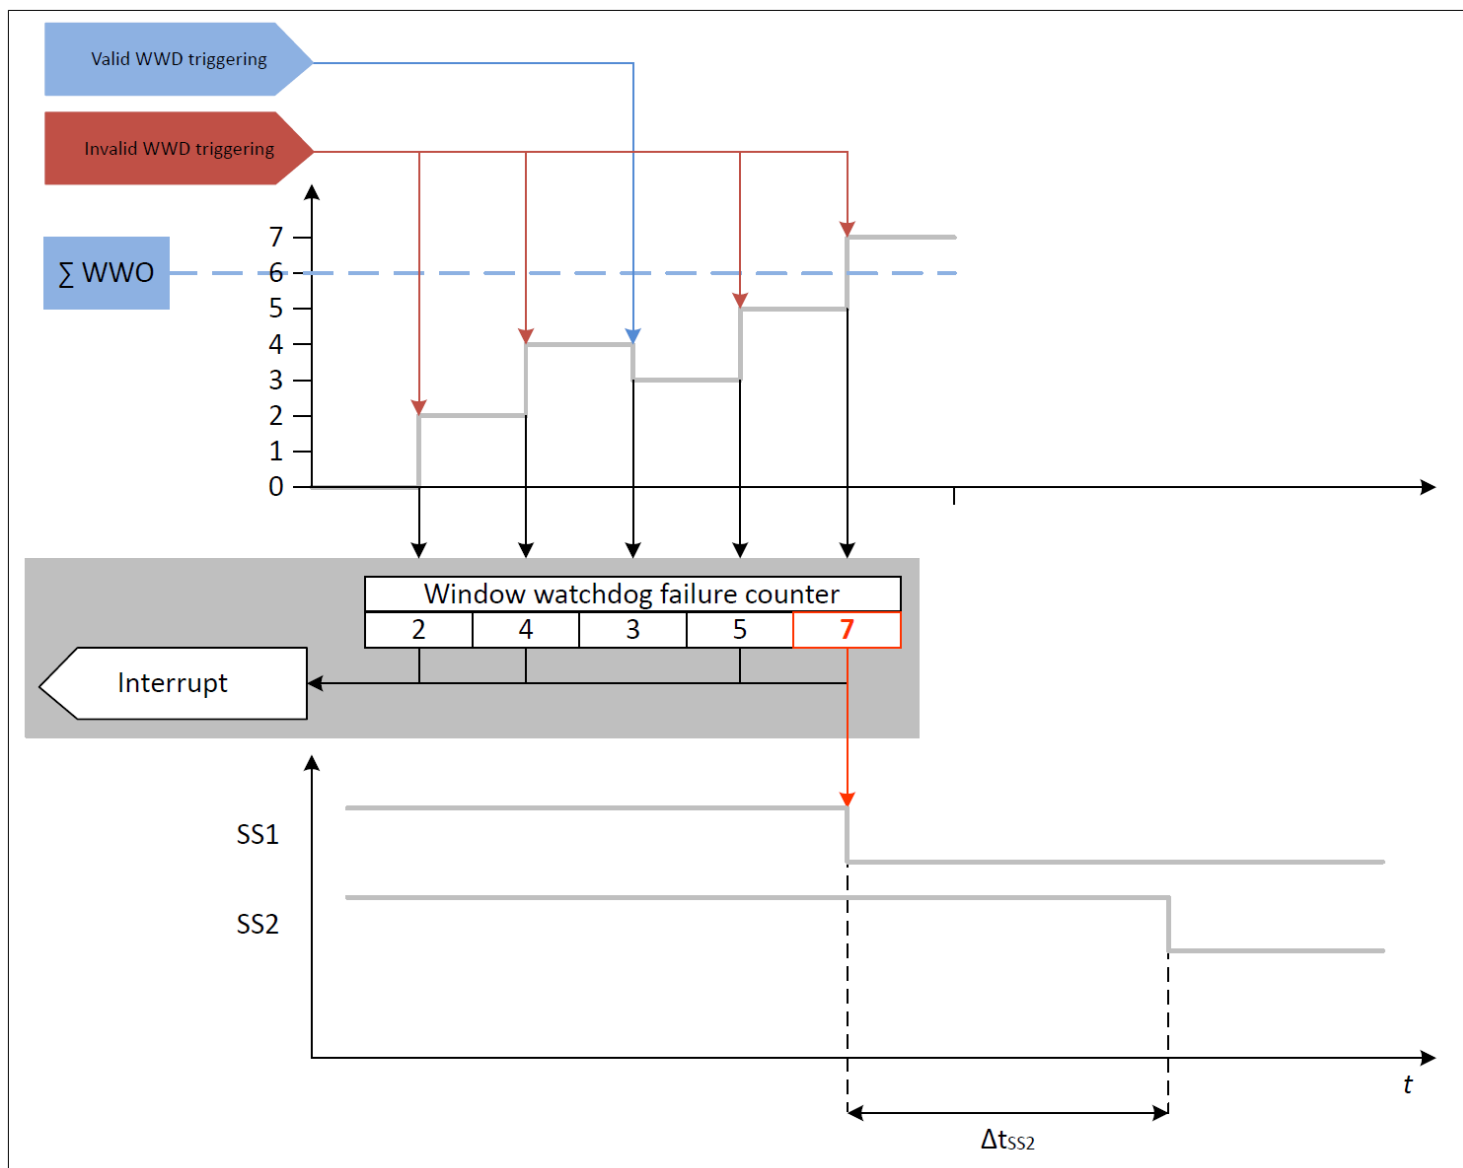 Valid WWD triggering
Invalid WWD triggering
∑ WWO
7
6
5
4
3
2
1
0
Window watchdog failure counter
2 4 3 5 7
Interrupt
SS1
SS2
t
ΔtSS2